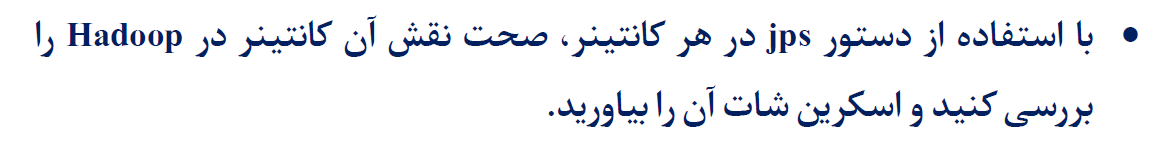 • با استفاده از دستور jps در هر کانتینر، صحت نقش آن کانتینر در Hadoop را
بررسی کنید و اسکرین شات آن را بیاورید.